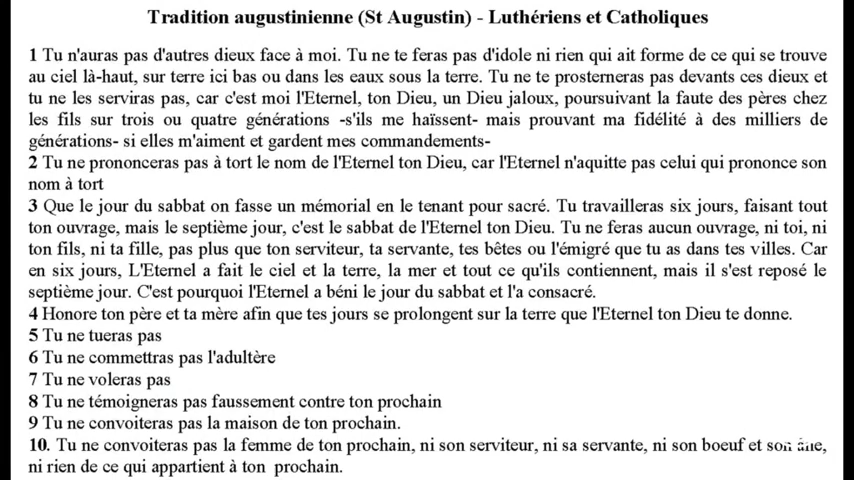 Tradition augustinienne (St Augustin) - Luthériens et Catholiques
1 Tu n'auras pas d'autres dieux face à moi. Tu ne te feras pas d'idole ni rien qui ait forme de ce qui se trouve
au ciel là-haut, sur terre ici bas ou dans les eaux sous la terre. Tu ne te prosterneras pas devants ces dieux et
tu ne les serviras pas, car c'est moi l'Eternel, ton Dieu, un Dieu jaloux, poursuivant la faute des pères chez
les fils sur trois ou quatre générations -s'ils me haïssent- mais prouvant ma fidélité à des milliers de
générations- si elles m'aiment et gardent mes commandements-
2 Tu ne prononceras pas à tort le nom de l'Eternel ton Dieu, car l'Eternel n'aquitte pas celui qui prononce son
nom à tort
3 Que le jour du sabbat on fasse un mémorial en le tenant pour sacré. Tu travailleras six jours, faisant tout
ton ouvrage, mais le septième jour, c'est le sabbat de l'Eternel ton Dieu. Tu ne feras aucun ouvrage, ni toi, ni
ton fils, ni ta fille, pas plus que ton serviteur, ta servante, tes bêtes ou l'émigré que tu as dans tes villes. Car
en six jours, L'Eternel a fait le ciel et la terre, la mer et tout ce qu'ils contiennent, mais il s'est reposé le
septième jour. C'est pourquoi l'Eternel a béni le jour du sabbat et l'a consacré.
4 Honore ton père et ta mère afin que tes jours se prolongent sur la terre que l'Eternel ton Dieu te donne.
5 Tu ne tueras pas
6 Tu ne commettras pas l'adultère
7 Tu ne voleras pas
8 Tu ne témoigneras pas faussement contre ton prochain
9 Tu ne convoiteras pas la maison de ton prochain.
10. Tu ne convoiteras pas la femme de ton prochain, ni son serviteur, ni sa servante, ni son boeuf et son âne,
ni rien de ce qui appartient à ton prochain.